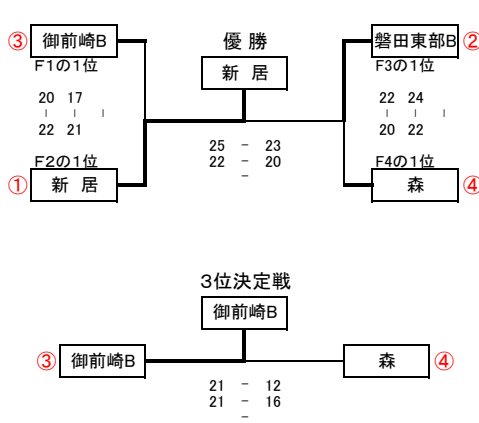 ③ 御前崎B 優勝 磐田東部B ②
F1の1位 新居 F3の1位
20 17 22 24
- - - - - -
22 21 20 22
25 - 23
22 - 20
-
F2の1位 F4の1位
① 新居 森 ④
3位決定戦
御前崎B
③ 御前崎B 森 ④
21 - 12
21 - 16
-